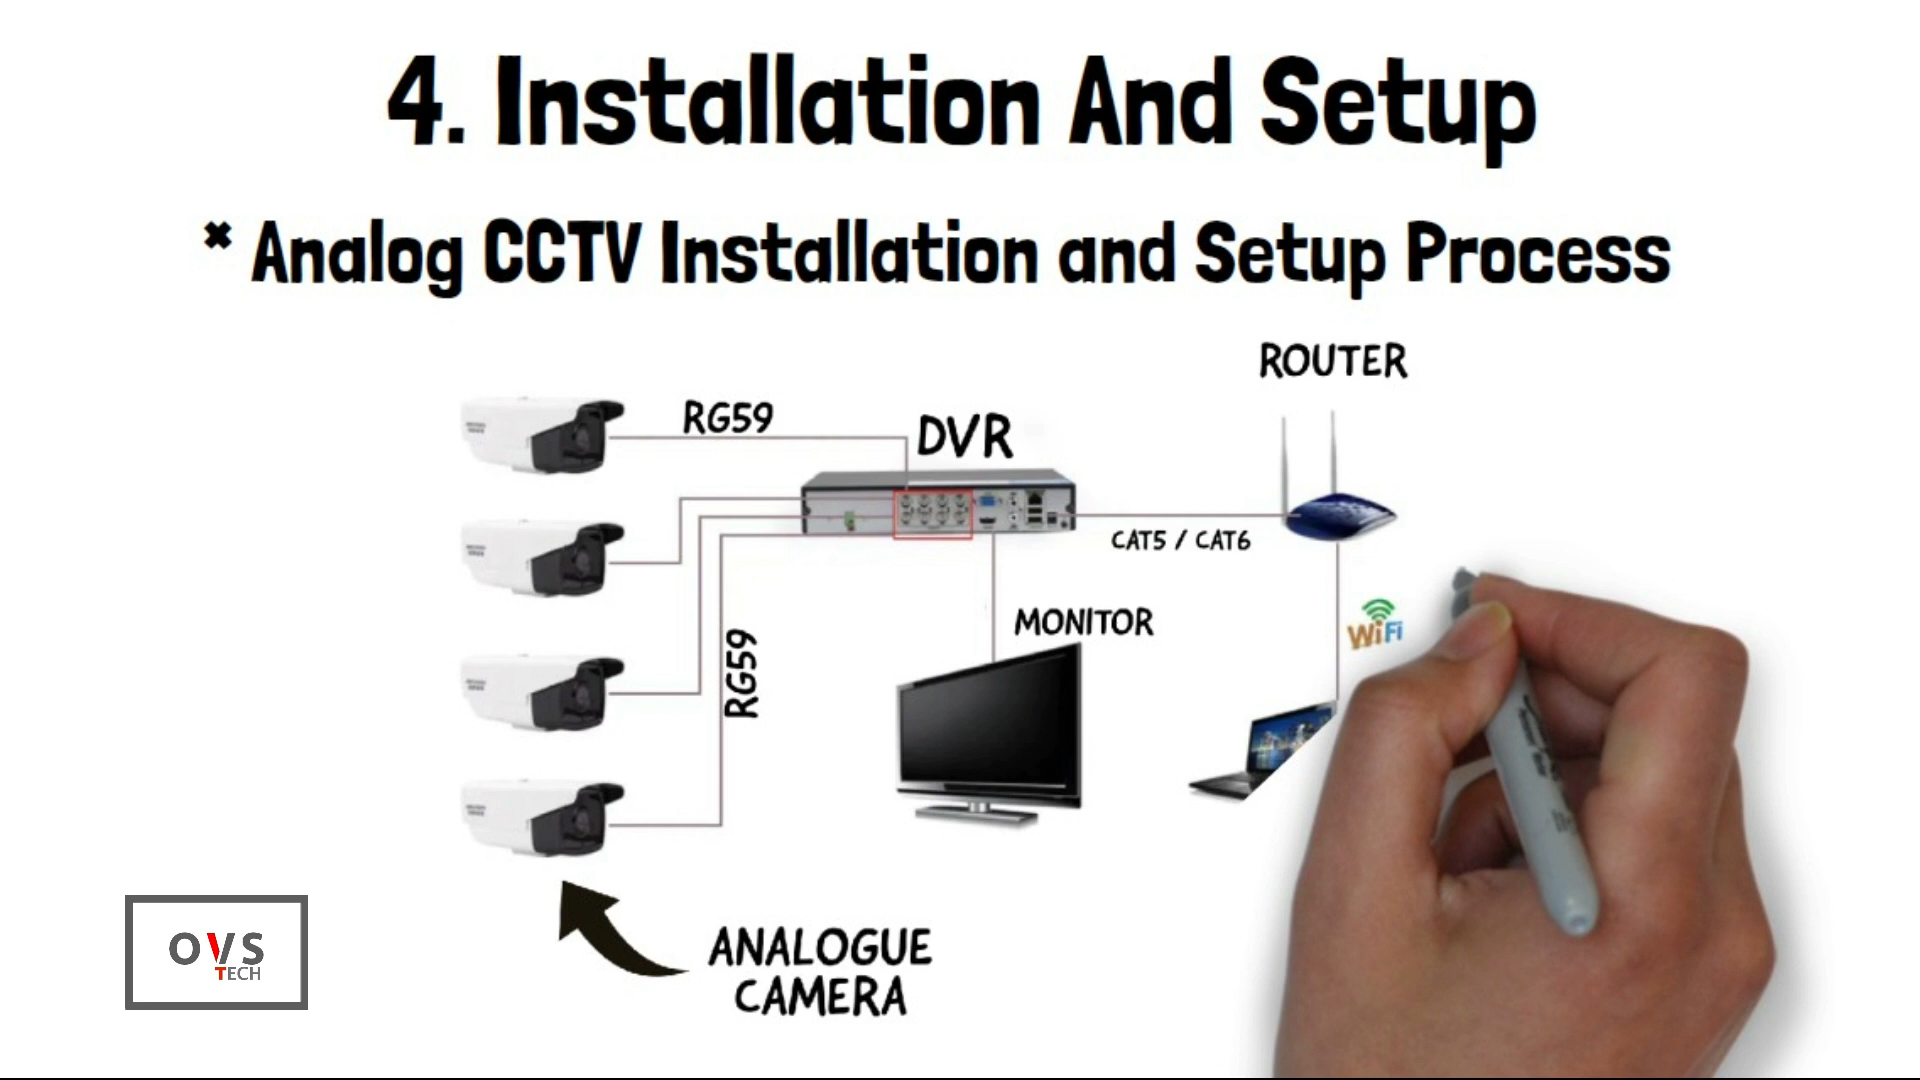 4. Installation And Setup
* Analog CCTV Installation and Setup Process
ROUTER
RG59
DVR
CAT5 / CAT6
MONITOR
WiFi
RG59
ANALOGUE
CAMERA
OVS
TECH